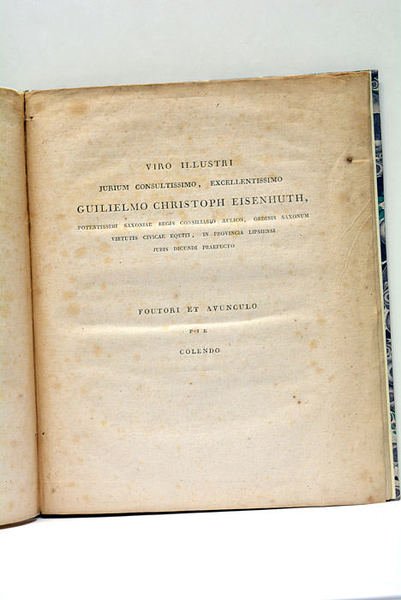 VIRO ILLUSTRI
JURIUM CONSULTISSIMO, EXCELLENTISSIMO
GUILIELMO CHRISTOPH EISENHUTH,
POTENTISSIMI SAXONIAE REGIS CONSILIARIO AULICO, ORDINIS SAXONUM
VIRTUTIS CIVICAE EQUITI, IN PROVINCIA LIPSIENSI
JURIS DICUNDI PRAEFECTO
FOUTORI ET AVUNCULO
COLENDO